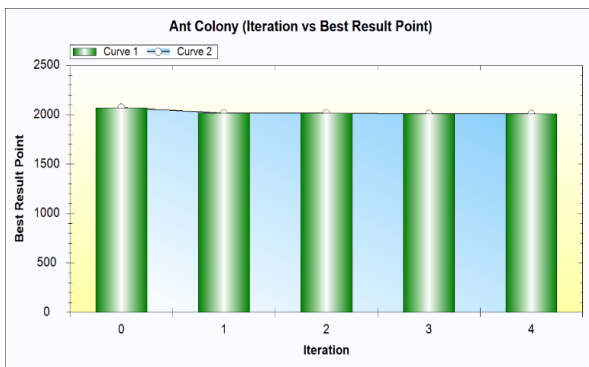 Ant Colony (Iteration vs Best Result Point)
Curve 1 Curve 2
Best Result Point
2500
2000
1500
1000
500
0
0 1 2 3 4
Iteration